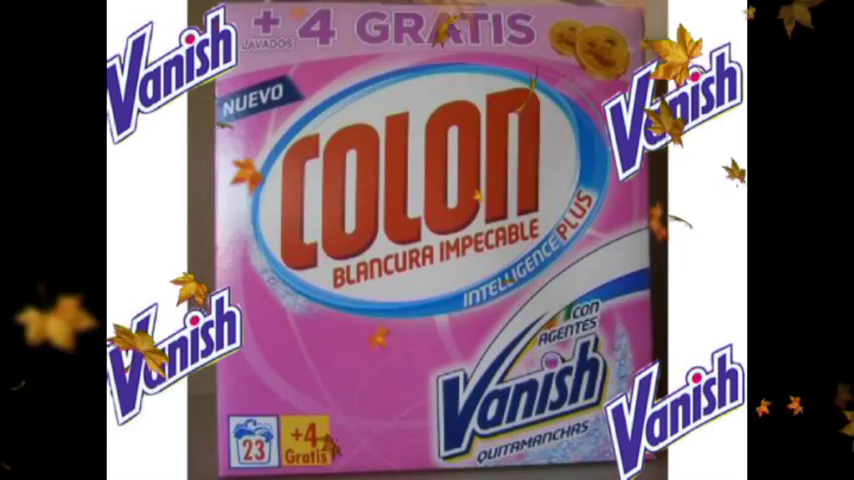 + 4 GRATIS
LAVADOS
Vanish
Vanish
NUEVO
COLON
BLANCURA IMPECABLE
INTELLIGENCE PLUS
CON
AGENTES
Vanish
QUITAMANCHAS
Vanish
Vanish
23
+4
Gratis